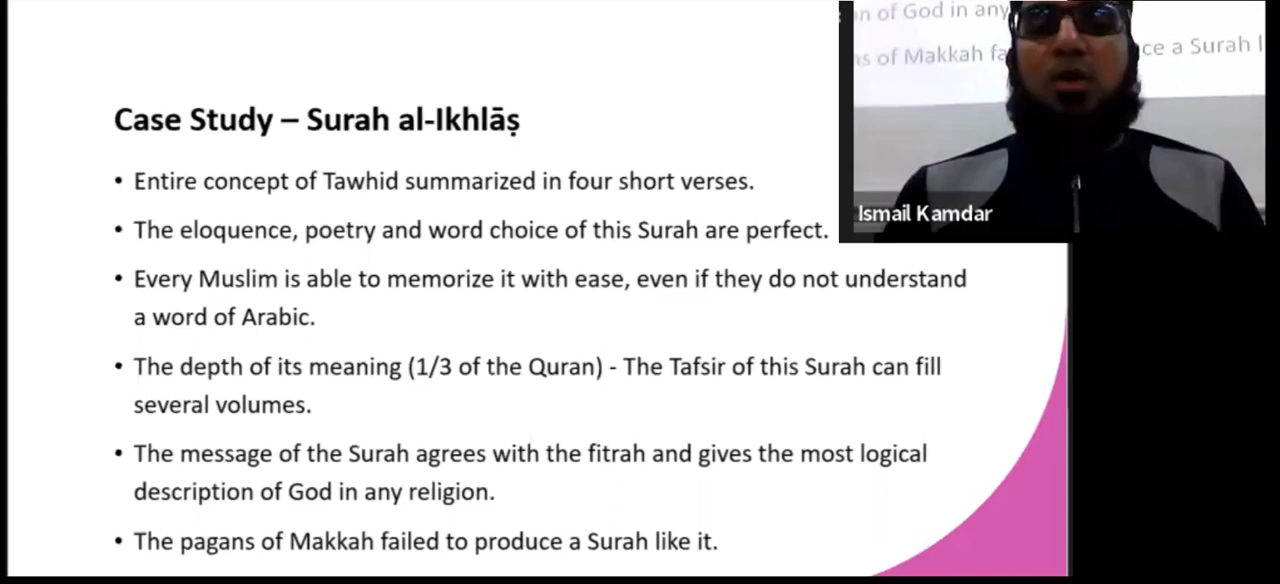 Case Study – Surah al-Ikhlāṣ
• Entire concept of Tawhid summarized in four short verses.
• The eloquence, poetry and word choice of this Surah are perfect.
• Every Muslim is able to memorize it with ease, even if they do not understand
a word of Arabic.
• The depth of its meaning (1/3 of the Quran) - The Tafsir of this Surah can fill
several volumes.
• The message of the Surah agrees with the fitrah and gives the most logical
description of God in any religion.
• The pagans of Makkah failed to produce a Surah like it.
n of God in any
s of Makkah fa
ce a Surah l
Ismail Kamdar